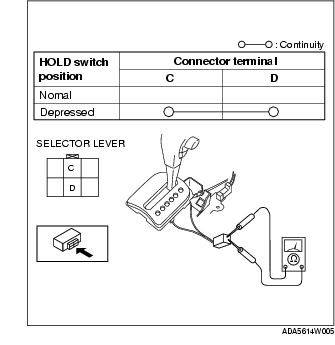 : Continuity
HOLD switch position
Connector terminal
C D
Nomal
Depressed
SELECTOR LEVER
C
D
Ω
ADA5614W005